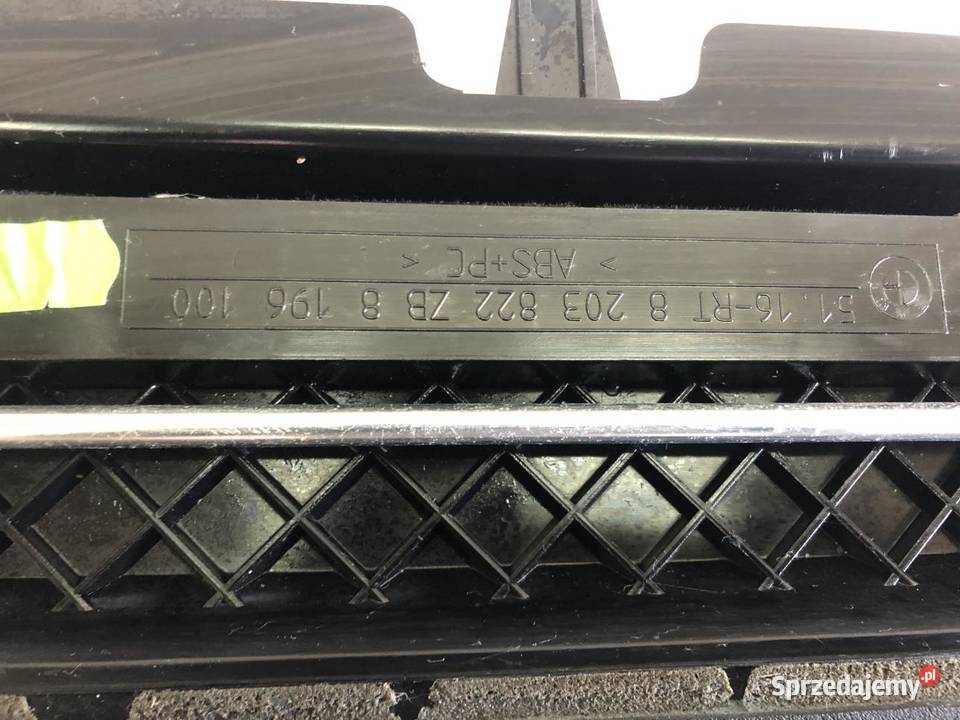 51.16-RT 8 203 822 ZB 8 196 100
> ABS+PC <
Sprzedajemy.pl